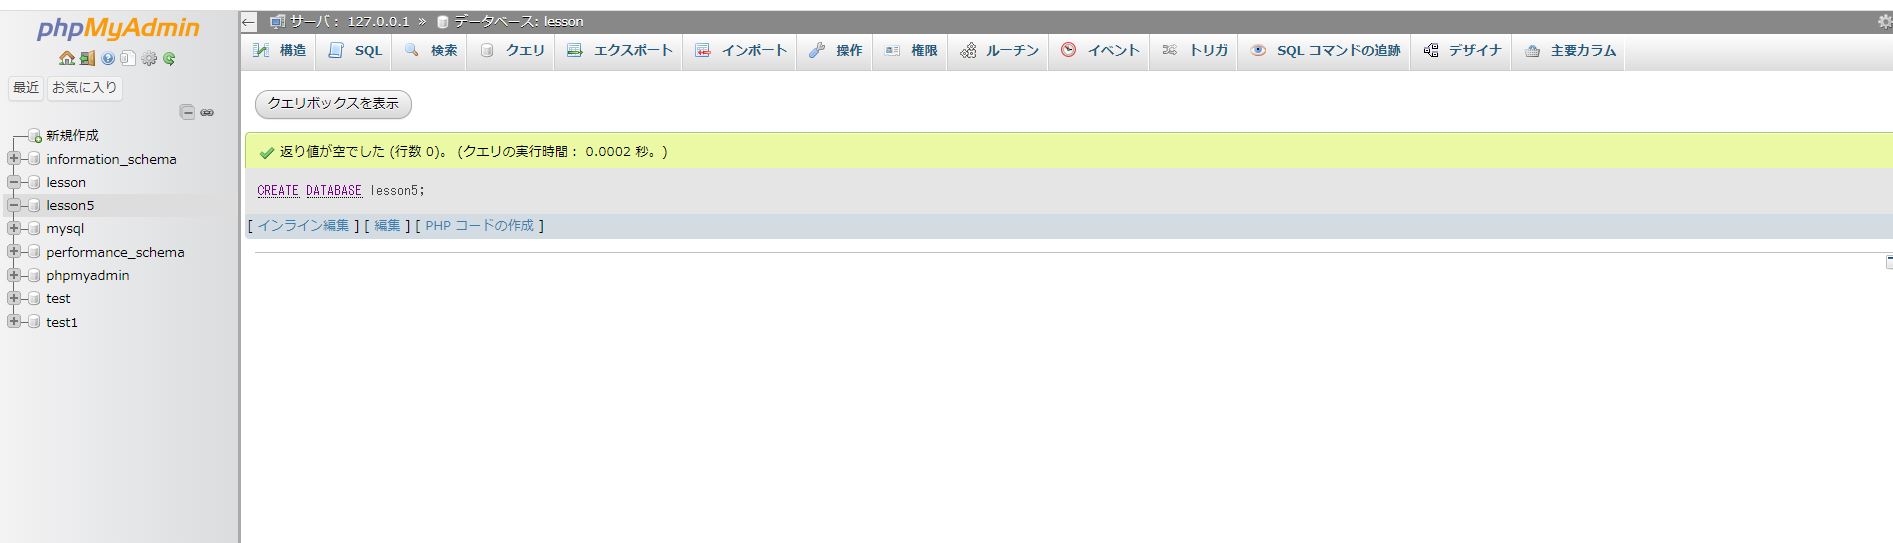 phpMyAdmin
最近 お気に入り
新規作成
information_schema
lesson
lesson5
mysql
performance_schema
phpmyadmin
test
test1
サーバ： 127.0.0.1 » データベース: lesson
構造 SQL 検索 クエリ エクスポート インポート 操作 権限 ルーチン イベント トリガ SQL コマンドの追跡 デザイナ 主要カラム
クエリボックスを表示
返り値が空でした (行数 0)。 (クエリの実行時間： 0.0002 秒。)
CREATE DATABASE lesson5;
[ インライン編集 ] [ 編集 ] [ PHP コードの作成 ]